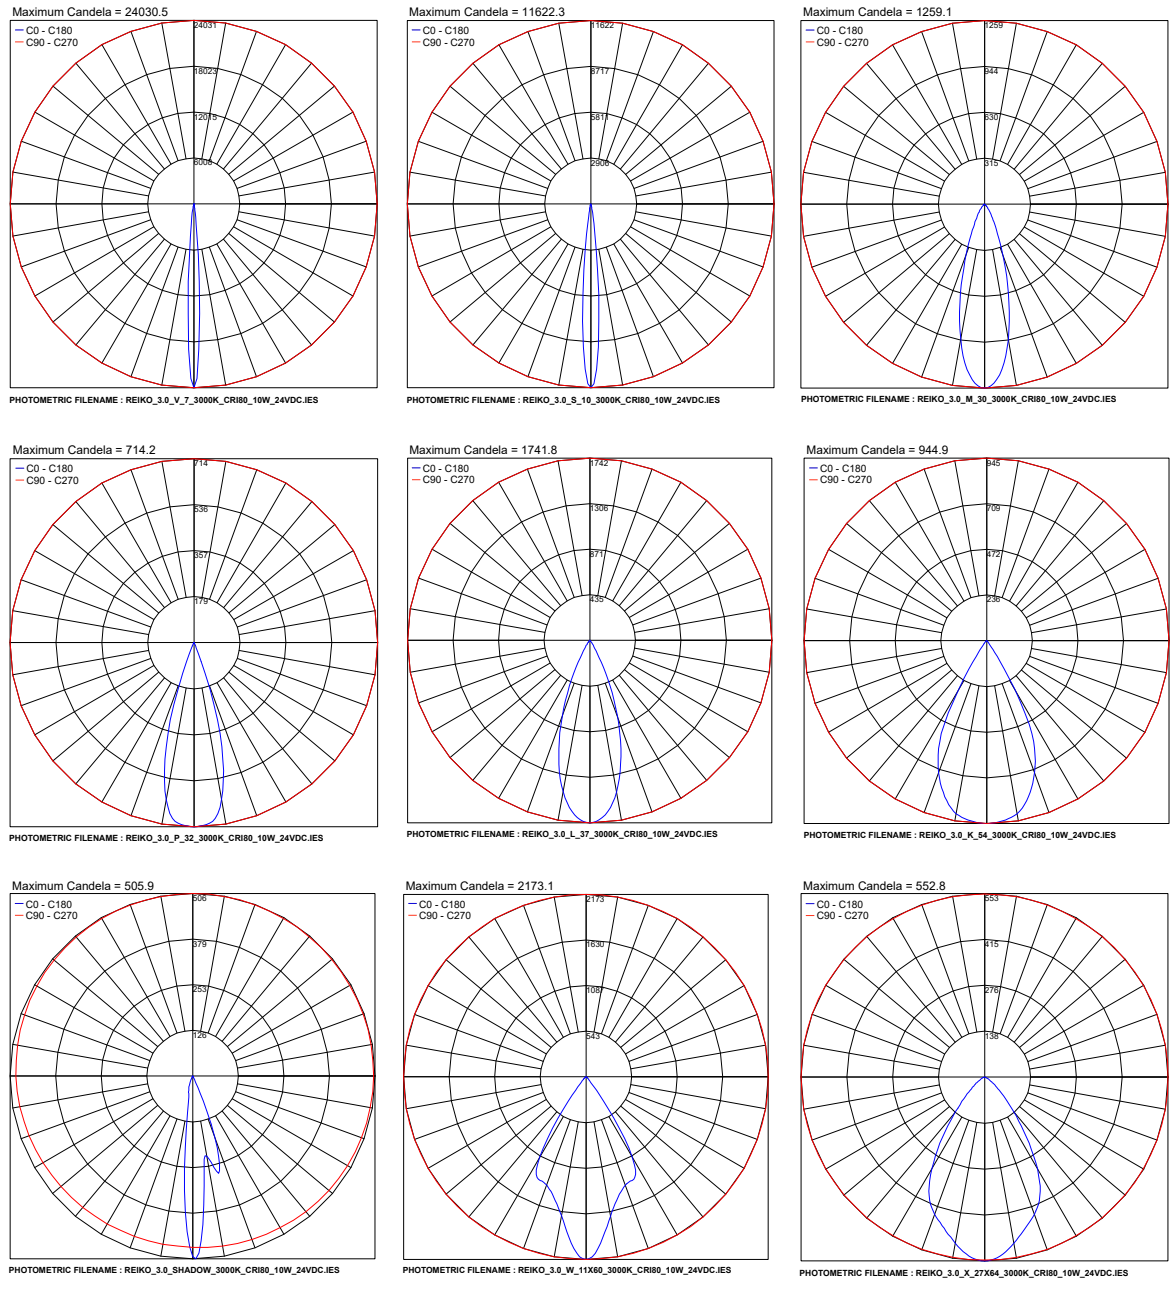 Maximum Candela = 24030.5
C0 - C180
C90 - C270
24031
18023
12015
6008
PHOTOMETRIC FILENAME : REIKO_3.0_V_7_3000K_CRI80_10W_24VDC.IES
Maximum Candela = 11622.3
C0 - C180
C90 - C270
11622
8717
5811
2906
PHOTOMETRIC FILENAME : REIKO_3.0_S_10_3000K_CRI80_10W_24VDC.IES
Maximum Candela = 1259.1
C0 - C180
C90 - C270
1259
944
630
315
PHOTOMETRIC FILENAME : REIKO_3.0_M_30_3000K_CRI80_10W_24VDC.IES
Maximum Candela = 714.2
C0 - C180
C90 - C270
714
536
357
179
PHOTOMETRIC FILENAME : REIKO_3.0_P_32_3000K_CRI80_10W_24VDC.IES
Maximum Candela = 1741.8
C0 - C180
C90 - C270
1742
1306
871
435
PHOTOMETRIC FILENAME : REIKO_3.0_L_37_3000K_CRI80_10W_24VDC.IES
Maximum Candela = 944.9
C0 - C180
C90 - C270
945
709
472
236
PHOTOMETRIC FILENAME : REIKO_3.0_K_54_3000K_CRI80_10W_24VDC.IES
Maximum Candela = 505.9
C0 - C180
C90 - C270
506
379
253
126
PHOTOMETRIC FILENAME : REIKO_3.0_SHADOW_3000K_CRI80_10W_24VDC.IES
Maximum Candela = 2173.1
C0 - C180
C90 - C270
2173
1630
1087
543
PHOTOMETRIC FILENAME : REIKO_3.0_W_11X60_3000K_CRI80_10W_24VDC.IES
Maximum Candela = 552.8
C0 - C180
C90 - C270
553
415
276
138
PHOTOMETRIC FILENAME : REIKO_3.0_X_27X64_3000K_CRI80_10W_24VDC.IES